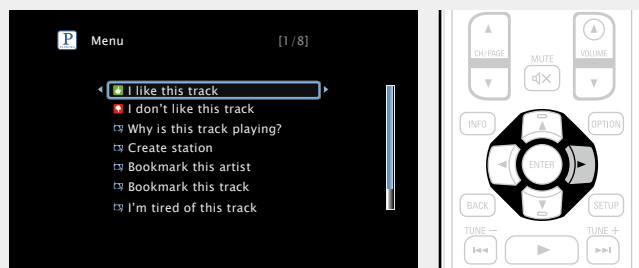 Menu [1/8]
I like this track
I don't like this track
Why is this track playing?
Create station
Bookmark this artist
Bookmark this track
I'm tired of this track
CH/PAGE
MUTE
VOLUME
INFO
OPTION
ENTER
BACK
SETUP
TUNE –
TUNE +